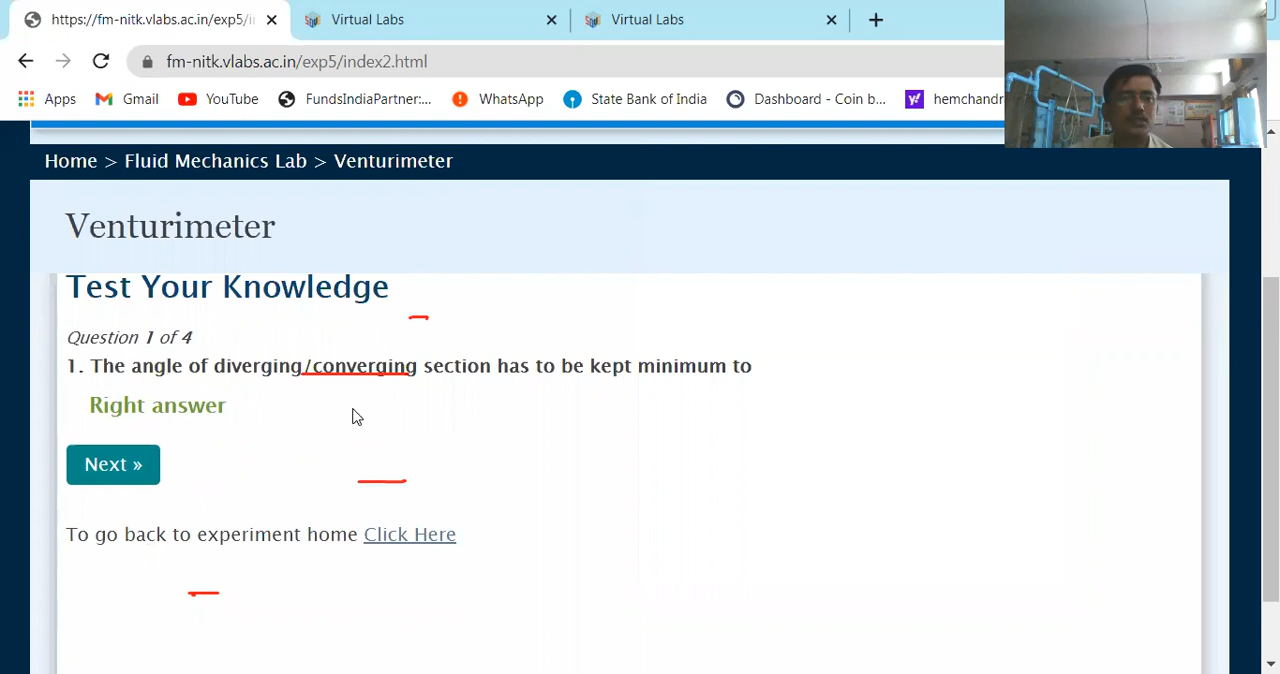 https://fm-nitk.vlabs.ac.in/exp5/i
Virtual Labs
Virtual Labs
fm-nitk.vlabs.ac.in/exp5/index2.html
Apps
Gmail
YouTube
FundsIndiaPartner:...
WhatsApp
State Bank of India
Dashboard - Coin b...
hemchandr
Home > Fluid Mechanics Lab > Venturimeter
Venturimeter
Test Your Knowledge
Question 1 of 4
1. The angle of diverging/converging section has to be kept minimum to
Right answer
Next »
To go back to experiment home Click Here